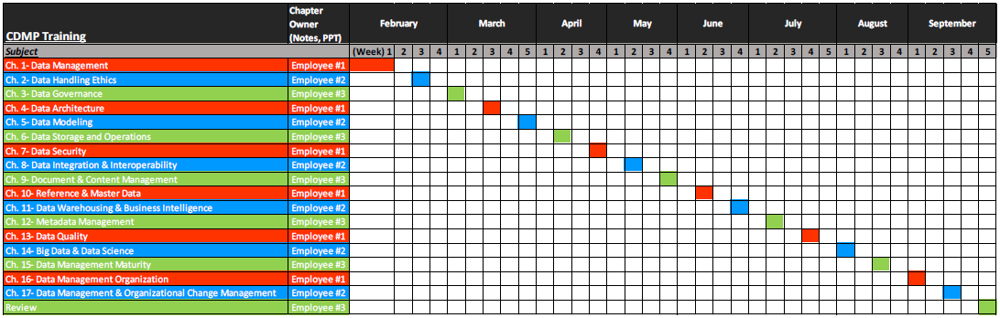 CDMP Training
Chapter
Owner
(Notes, PPT)
February March April May June July August September
Subject (Week) 1 2 3 4 1 2 3 4 5 1 2 3 4 1 2 3 4 1 2 3 4 1 2 3 4 5 1 2 3 4 1 2 3 4 5
Ch. 1- Data Management Employee #1
Ch. 2- Data Handling Ethics Employee #2
Ch. 3- Data Governance Employee #3
Ch. 4- Data Architecture Employee #1
Ch. 5- Data Modeling Employee #2
Ch. 6- Data Storage and Operations Employee #3
Ch. 7- Data Security Employee #1
Ch. 8- Data Integration & Interoperability Employee #2
Ch. 9- Document & Content Management Employee #3
Ch. 10- Reference & Master Data Employee #1
Ch. 11- Data Warehousing & Business Intelligence Employee #2
Ch. 12- Metadata Management Employee #3
Ch. 13- Data Quality Employee #1
Ch. 14- Big Data & Data Science Employee #2
Ch. 15- Data Management Maturity Employee #3
Ch. 16- Data Management Organization Employee #1
Ch. 17- Data Management & Organizational Change Management Employee #2
Review Employee #3